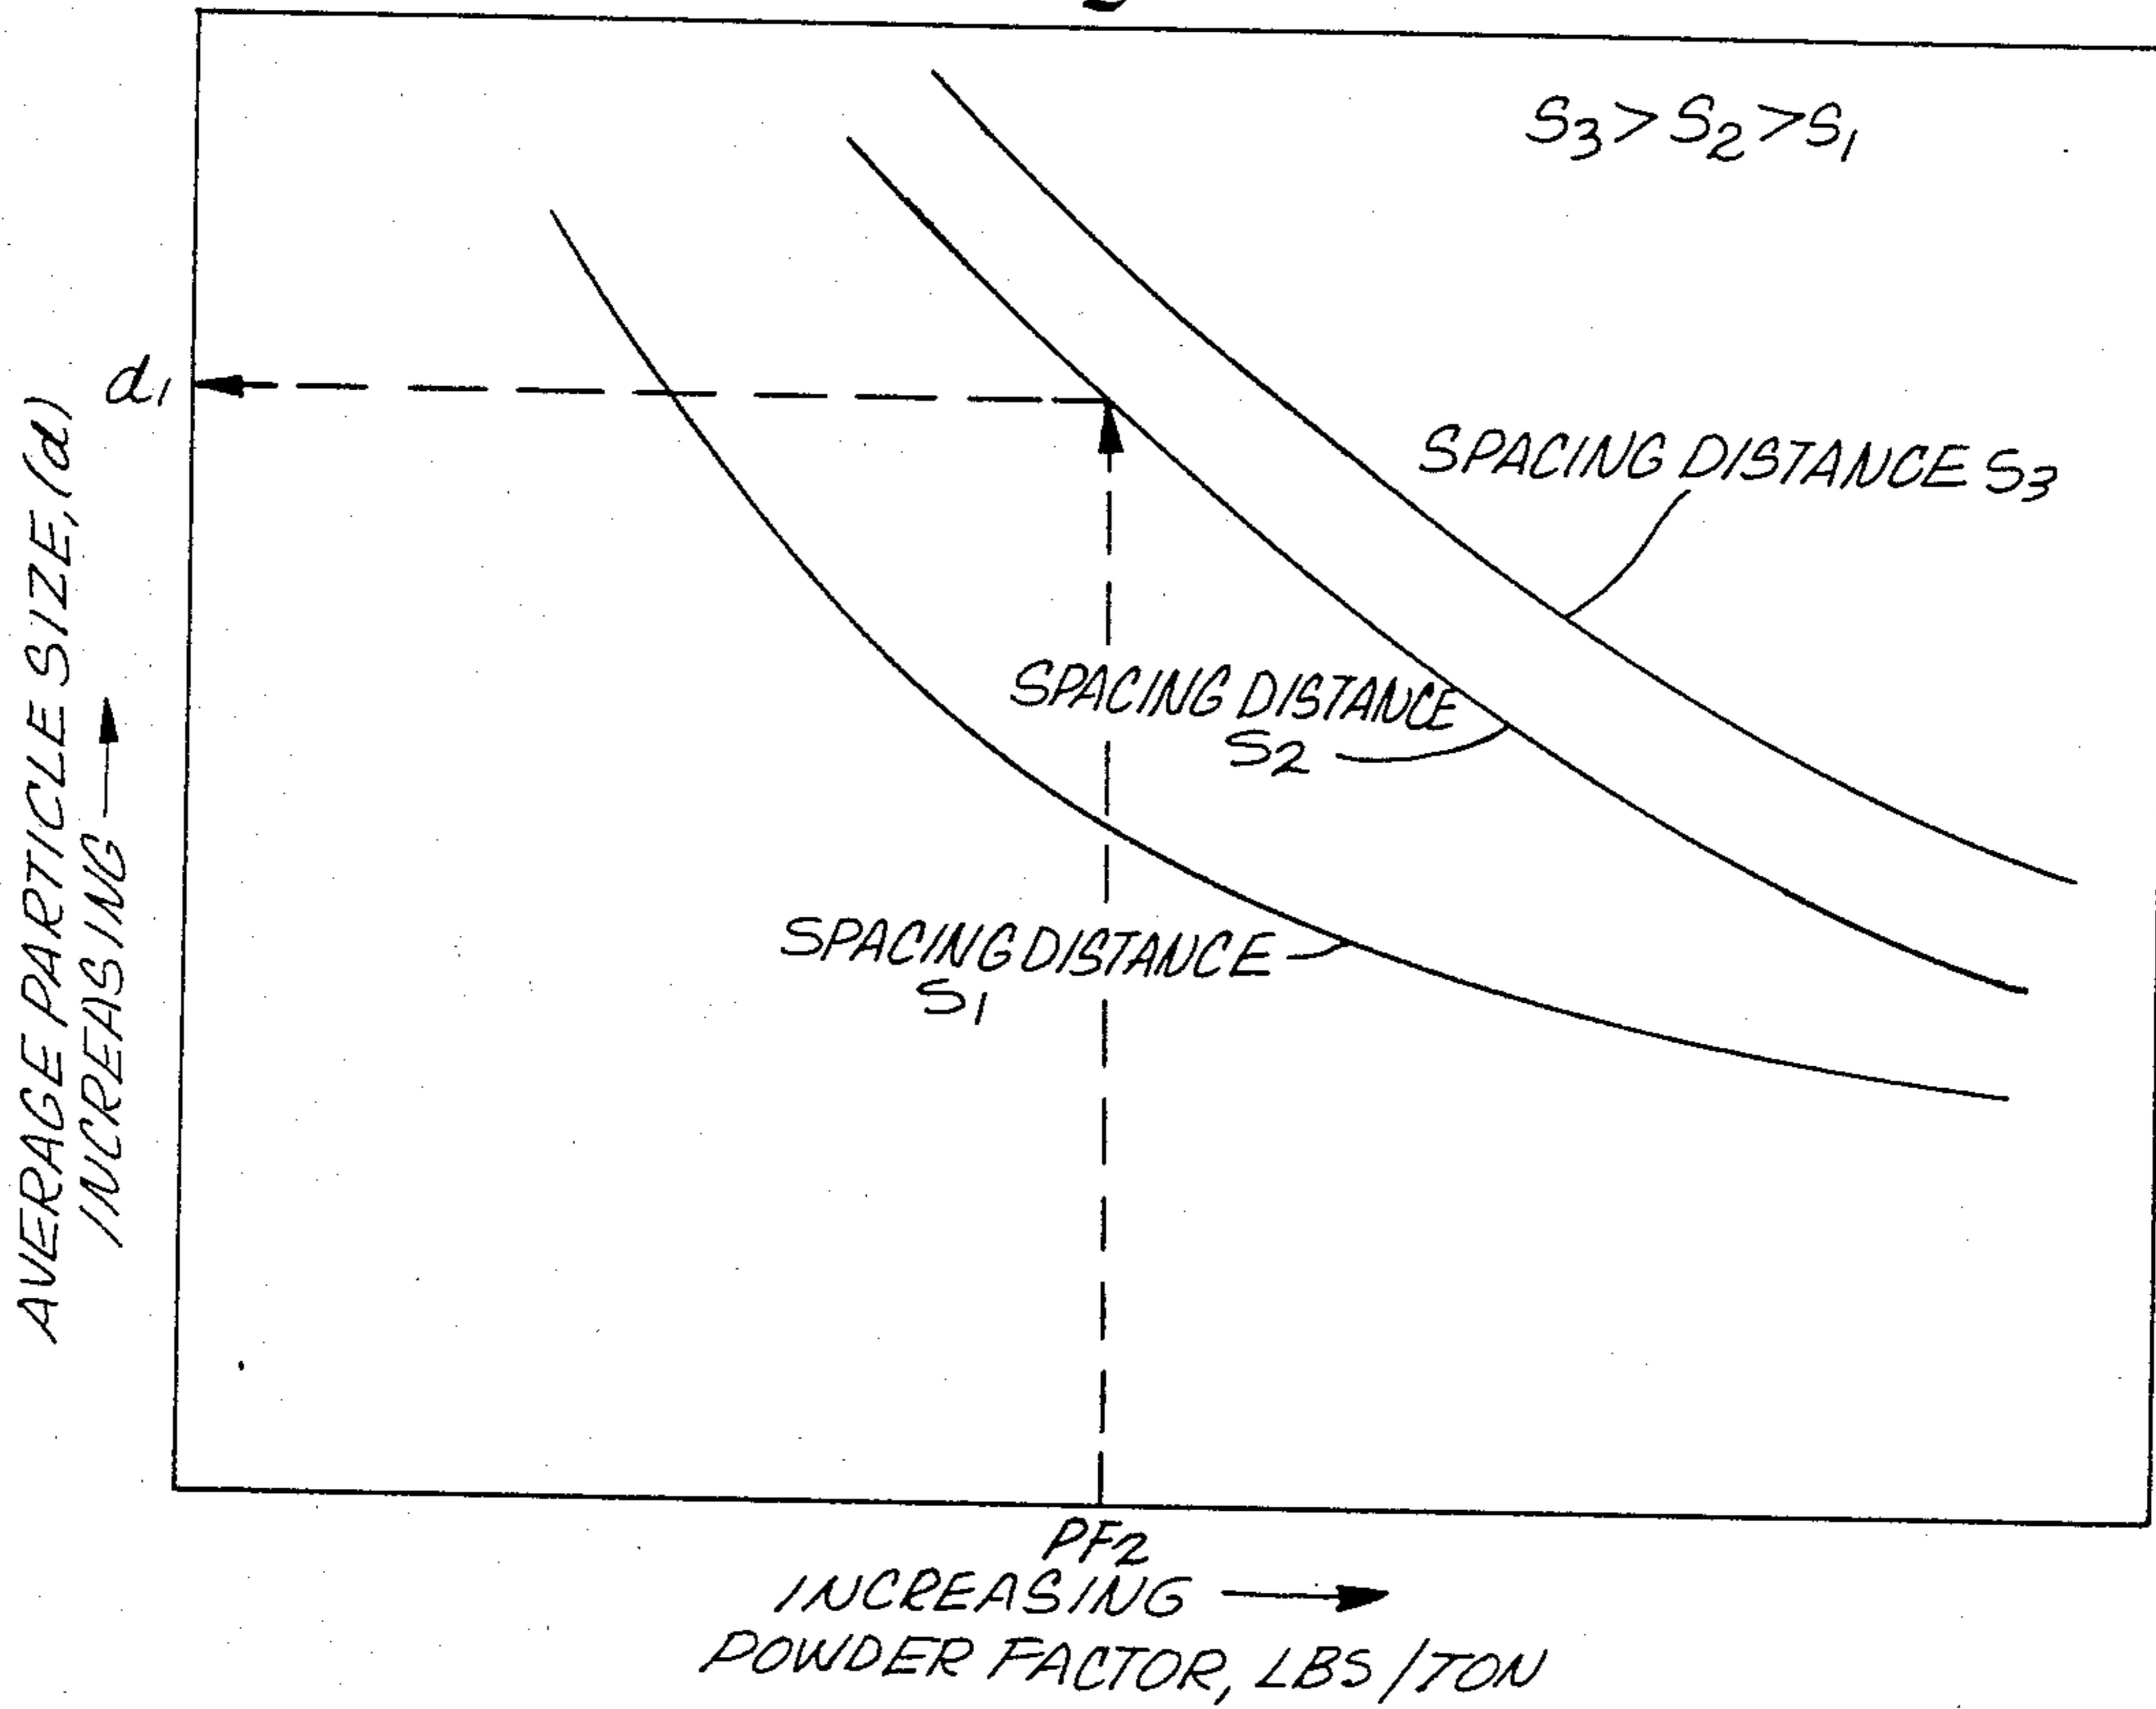 S3 > S2 > S1
d1
SPACING DISTANCE S3
SPACING DISTANCE
S2
SPACING DISTANCE
S1
AVERAGE PARTICLE SIZE, (d)
INCREASING
PF2
INCREASING
POWDER FACTOR, LBS/TON